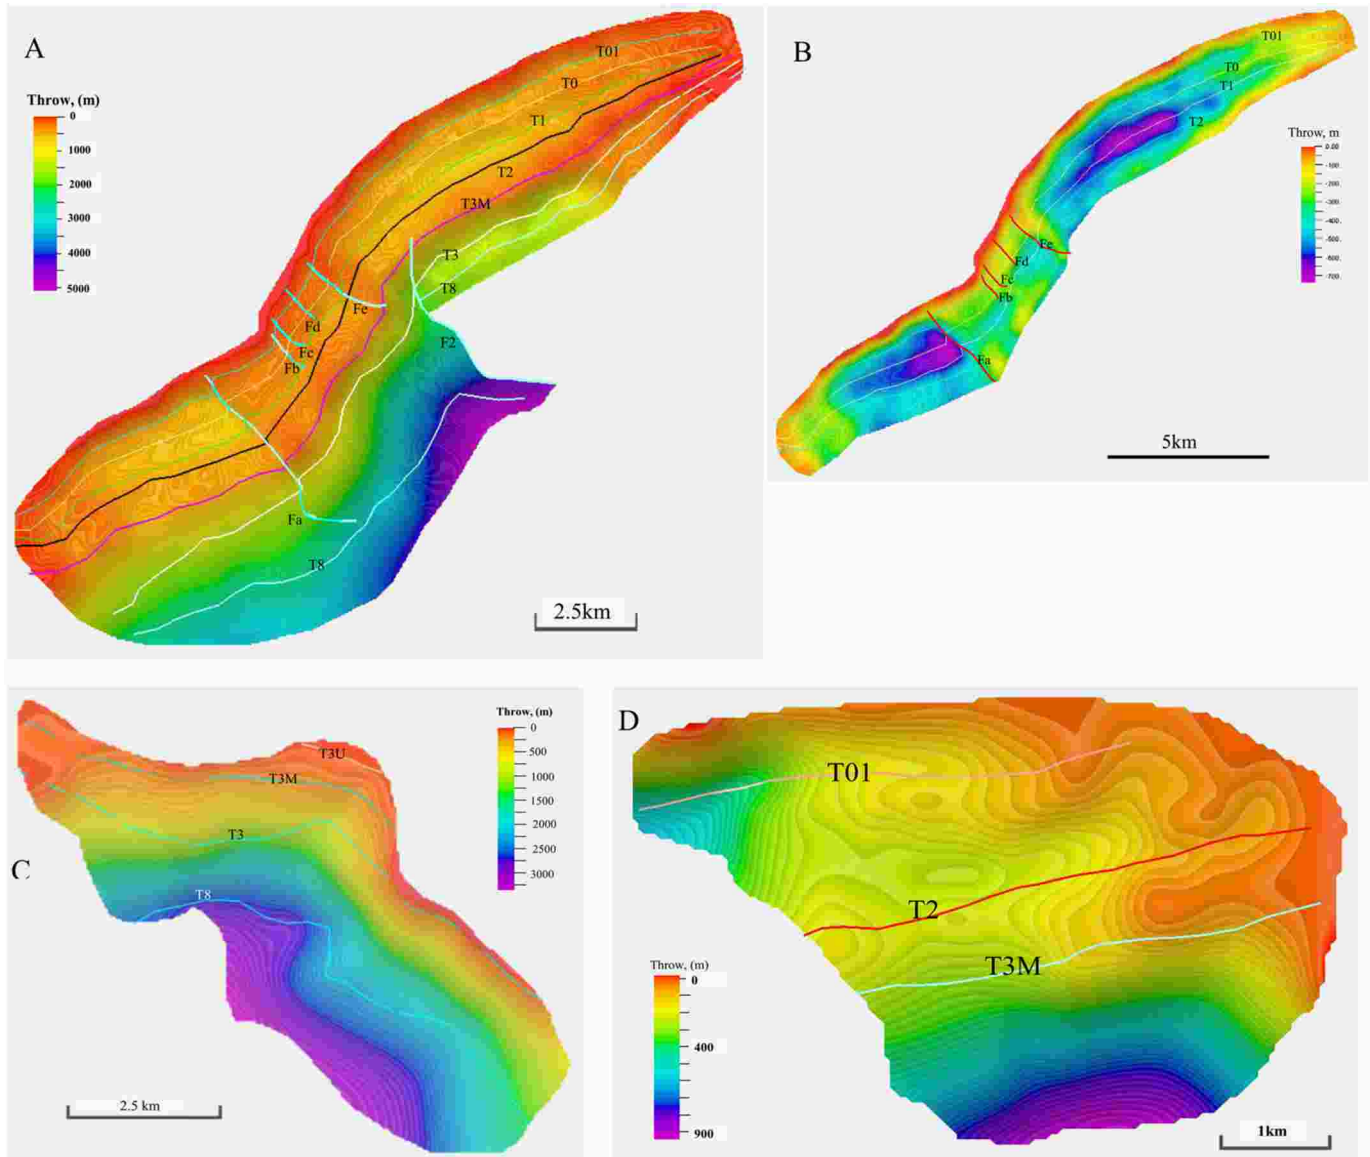 A
Throw, (m)
0
1000
2000
3000
4000
5000
T01
T0
T1
T2
T3M
T3
T8
F2
Fe
Fd
Fc
Fb
Fa
T8
2.5km
B
T01
T0
T1
T2
Throw, m
0.00
-100.
-200.
-300.
-400.
-500.
-600.
-700.
Fe
Fd
Fc
Fb
Fa
5km
C
Throw, (m)
0
500
1000
1500
2000
2500
3000
T3U
T3M
T3
T8
2.5 km
D
T01
T2
T3M
Throw, (m)
0
400
900
1km